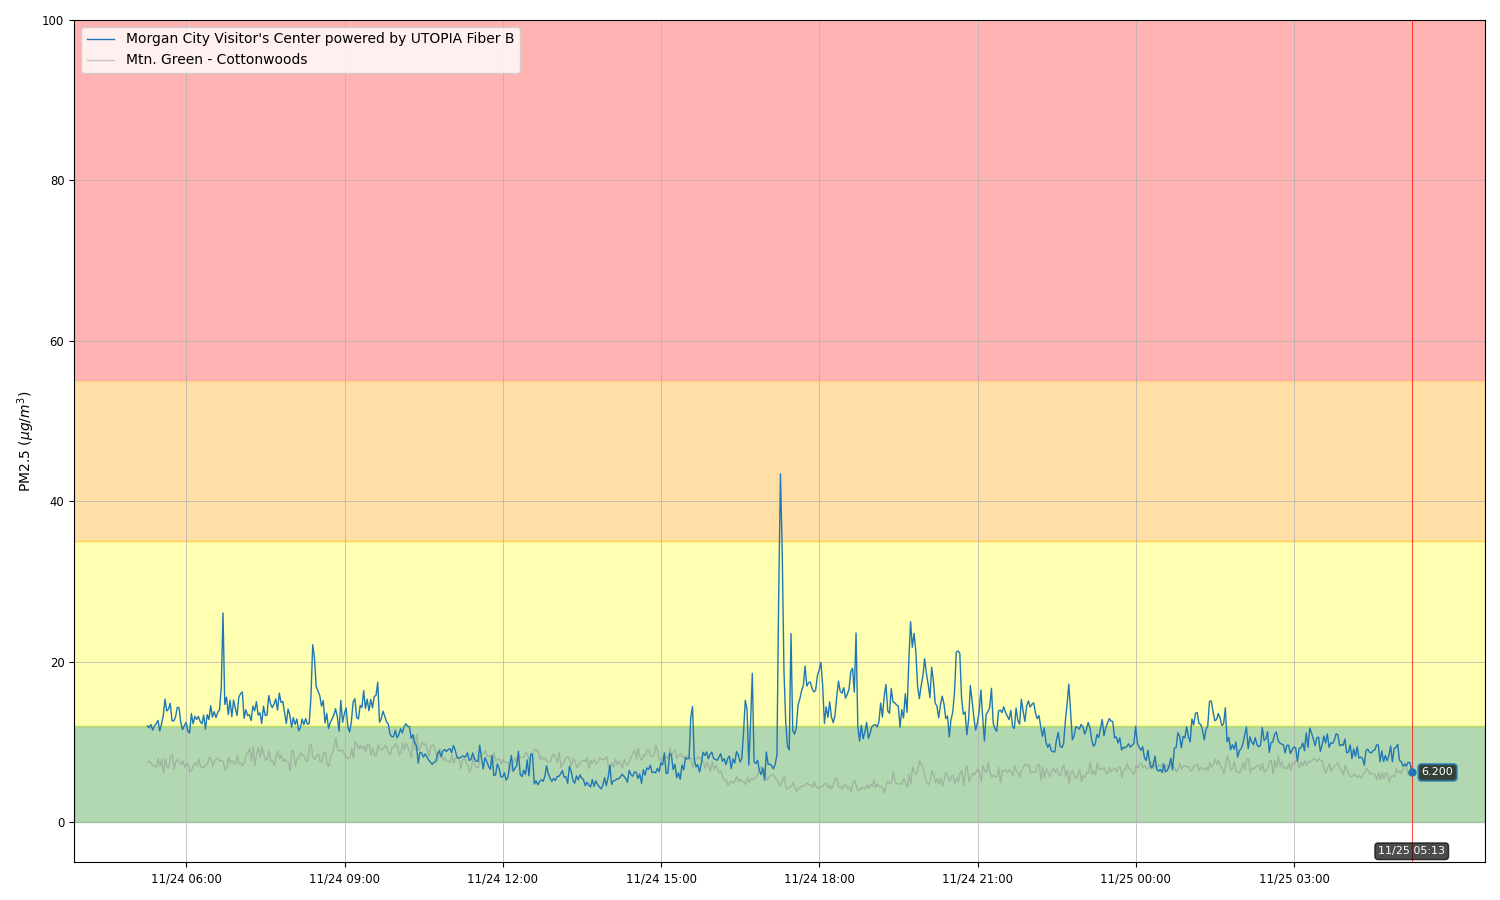 100
Morgan City Visitor's Center powered by UTOPIA Fiber B
Mtn. Green - Cottonwoods
80
60
PM2.5 (μg/m³)
40
20
6.200
0
11/25 05:13
11/24 06:00 11/24 09:00 11/24 12:00 11/24 15:00 11/24 18:00 11/24 21:00 11/25 00:00 11/25 03:00